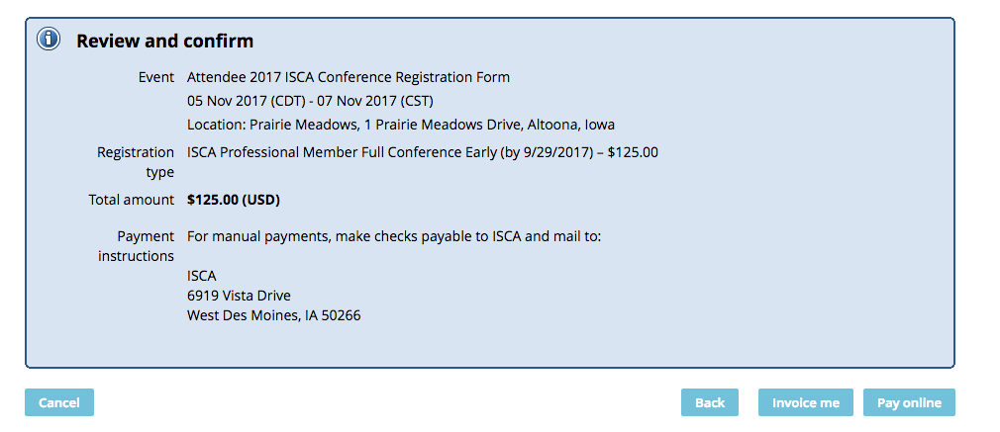 Review and confirm
Event Attendee 2017 ISCA Conference Registration Form
05 Nov 2017 (CDT) - 07 Nov 2017 (CST)
Location: Prairie Meadows, 1 Prairie Meadows Drive, Altoona, Iowa
Registration type ISCA Professional Member Full Conference Early (by 9/29/2017) – $125.00
Total amount $125.00 (USD)
Payment instructions For manual payments, make checks payable to ISCA and mail to:
ISCA
6919 Vista Drive
West Des Moines, IA 50266
Cancel Back Invoice me Pay online